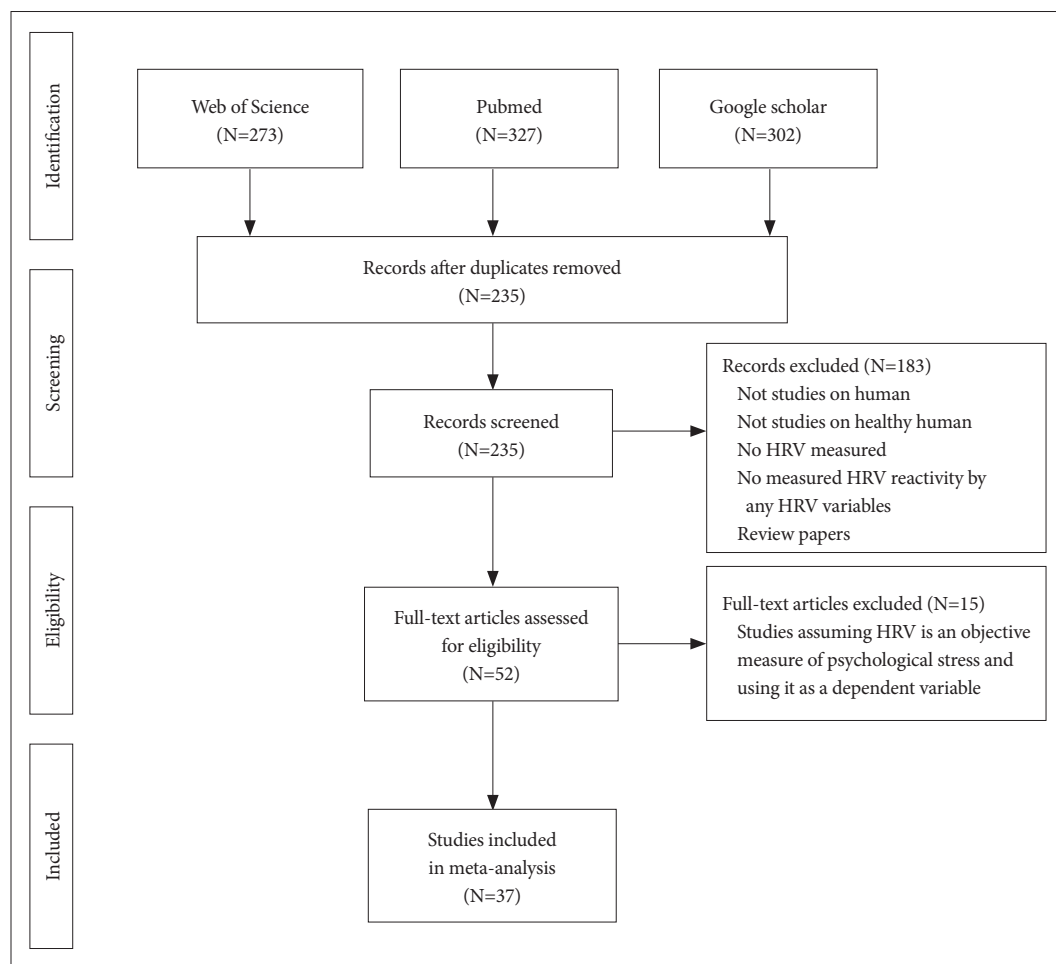 Identification
Web of Science
(N=273)
Pubmed
(N=327)
Google scholar
(N=302)
Records after duplicates removed
(N=235)
Screening
Records screened
(N=235)
Records excluded (N=183)
Not studies on human
Not studies on healthy human
No HRV measured
No measured HRV reactivity by
any HRV variables
Review papers
Eligibility
Full-text articles assessed
for eligibility
(N=52)
Full-text articles excluded (N=15)
Studies assuming HRV is an objective
measure of psychological stress and
using it as a dependent variable
Included
Studies included
in meta-analysis
(N=37)